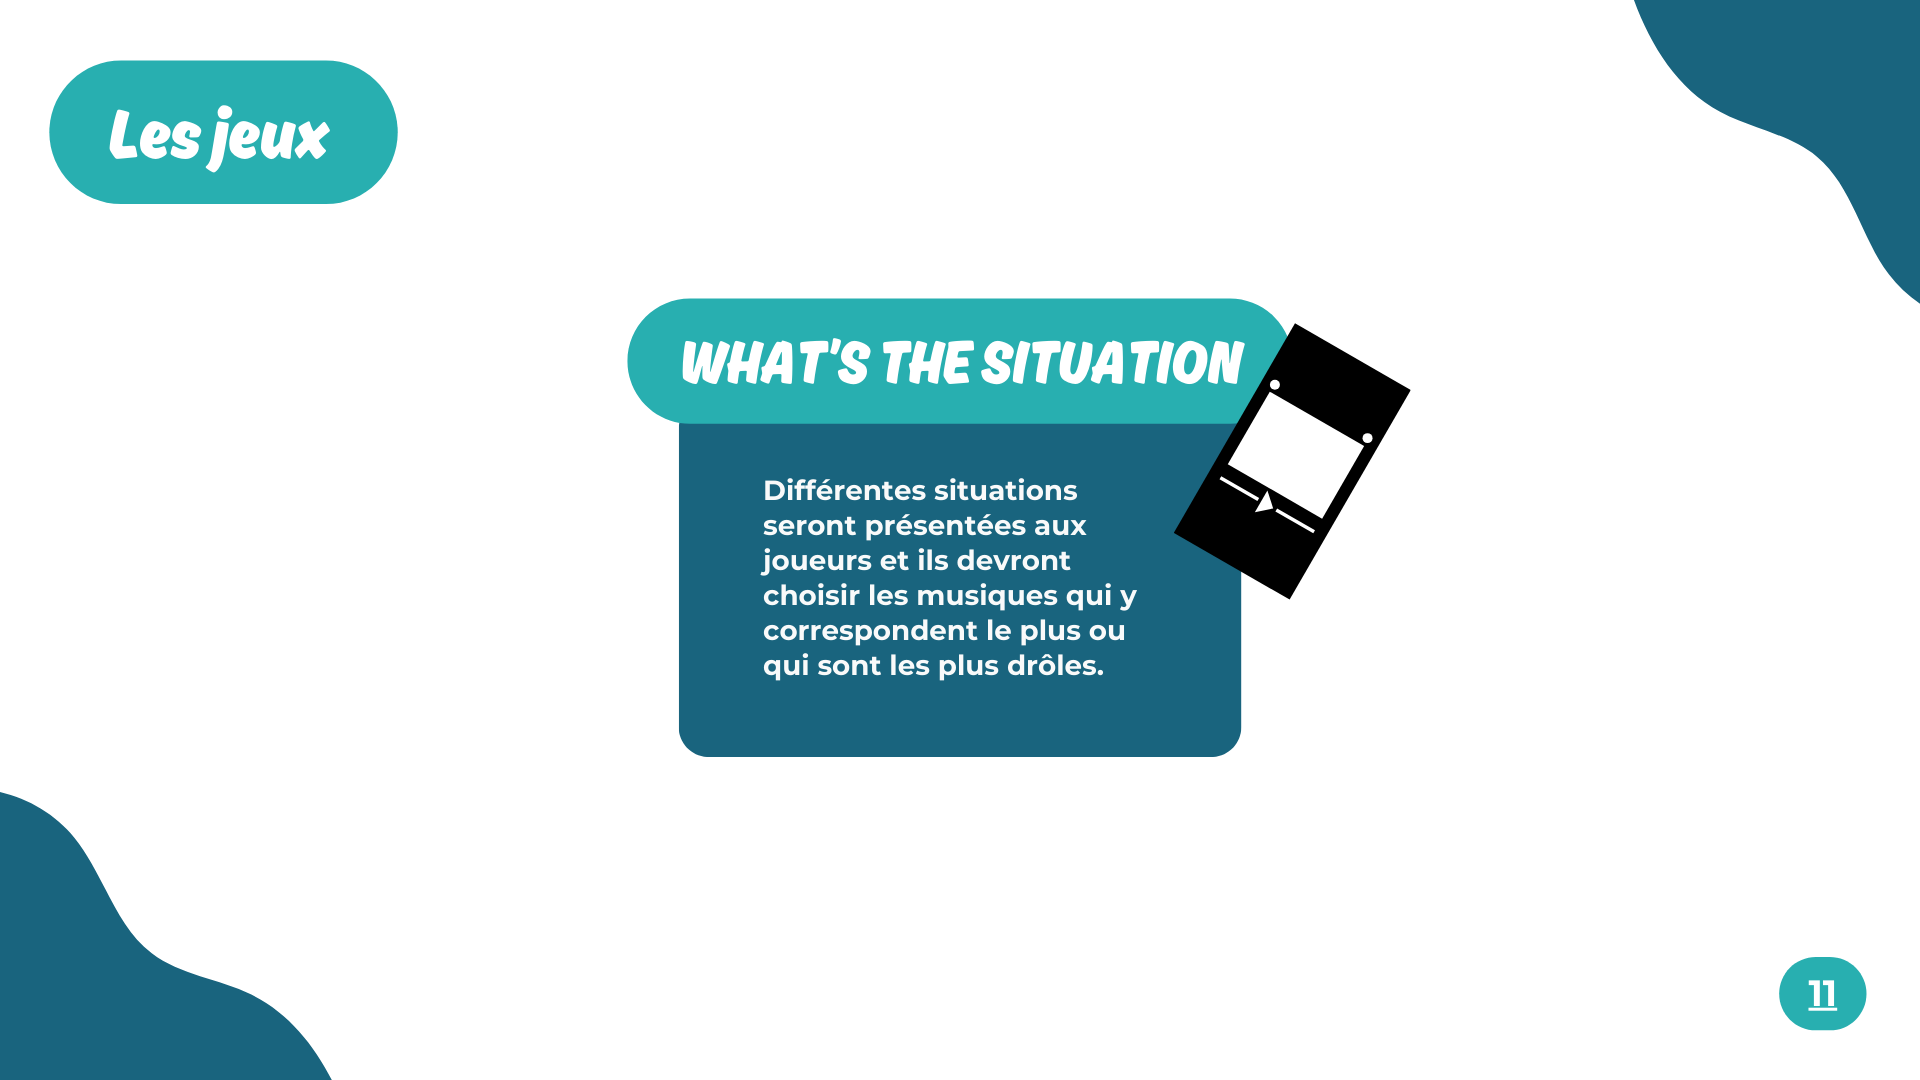 Les jeux
WHAT'S THE SITUATION
Différentes situations
seront présentées aux
joueurs et ils devront
choisir les musiques qui y
correspondent le plus ou
qui sont les plus drôles.
11